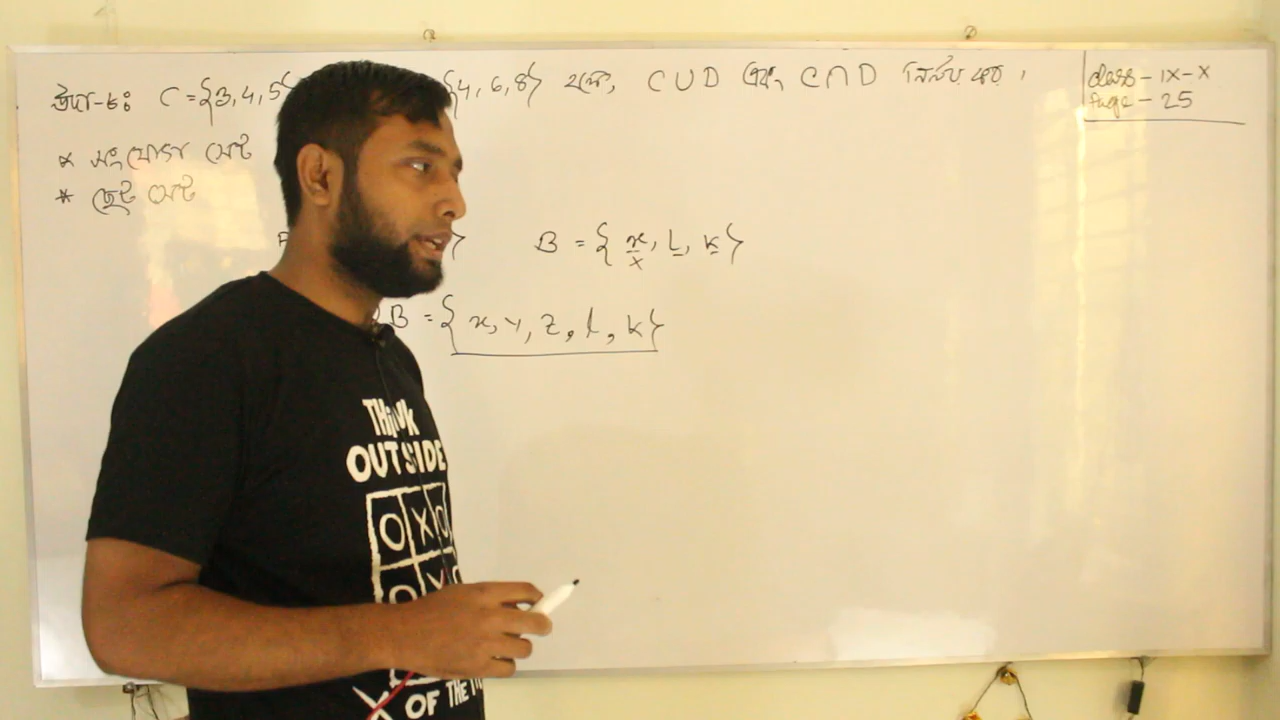 উদা-৬ঃ C = {3, 4, 5} {4, 6, 8} হলে, C∪D এবং C∩D নির্ণয় কর।
class - IX-X
Page - 25
* সংযোগ সেট
* ছেদ সেট
B = {x, L, k}
x
B = {x, y, z, l, k}
THINK
OUTSIDE
O X O
O X
OF THE